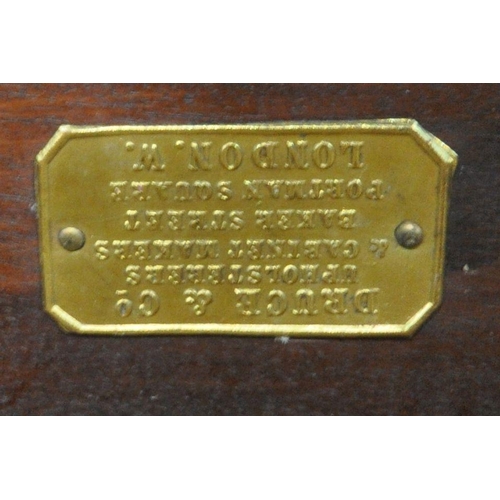 DRUCE & Co
UPHOLSTERERS
& CABINET MAKERS
BAKER STREET
PORTMAN SQUARE
LONDON. W.